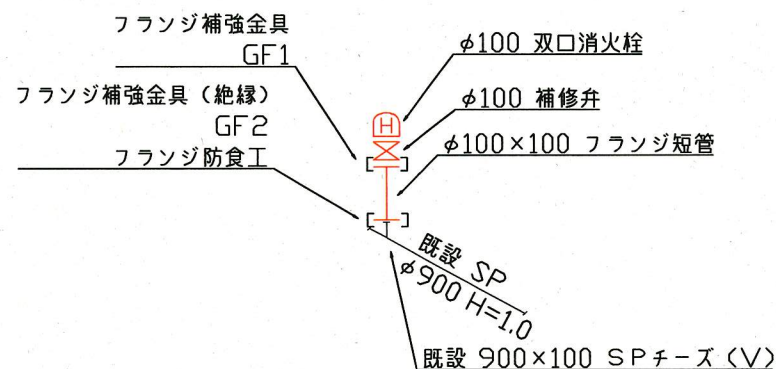 フランジ補強金具
GF1
フランジ補強金具(絶縁)
GF2
フランジ防食工
φ100 双口消火栓
φ100 補修弁
φ100×100 フランジ短管
H
既設 SP
φ900 H=1.0
既設 900×100 SPチーズ(V)